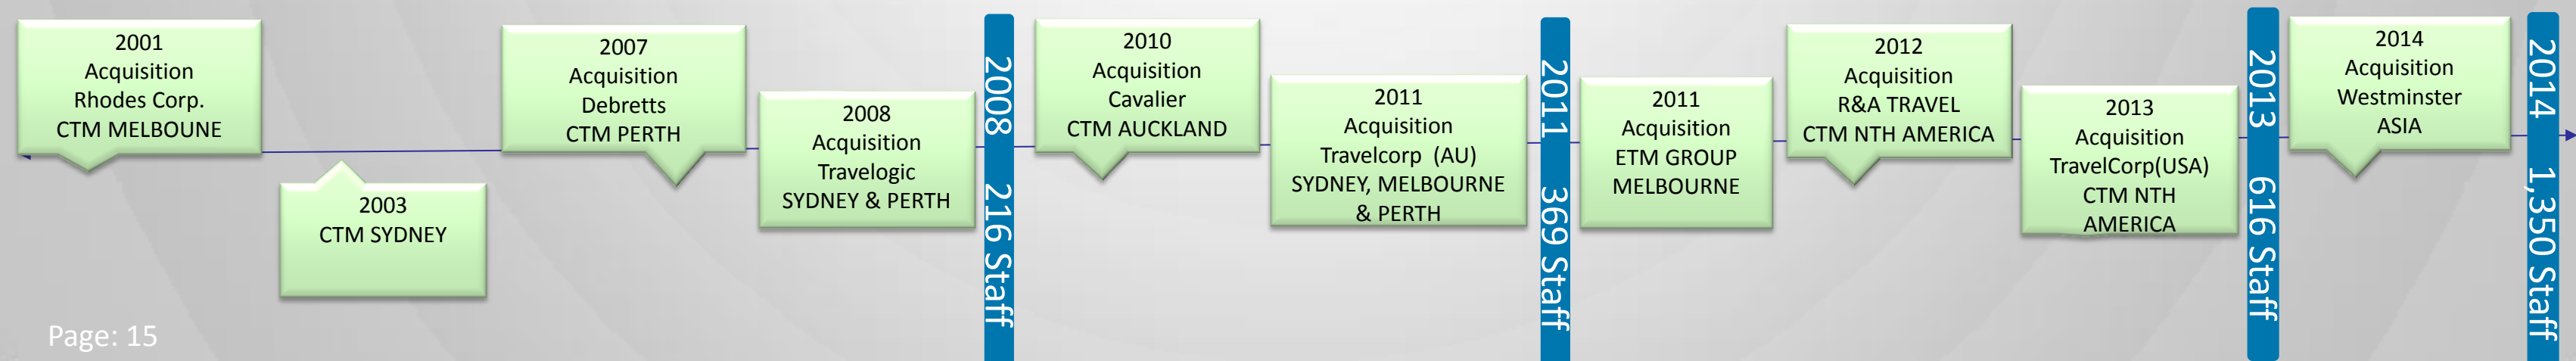 2001
Acquisition
Rhodes Corp.
CTM MELBOUNE
2003
CTM SYDNEY
2007
Acquisition
Debretts
CTM PERTH
2008
Acquisition
Travelogic
SYDNEY & PERTH
2008 216 Staff
2010
Acquisition
Cavalier
CTM AUCKLAND
2011
Acquisition
Travelcorp (AU)
SYDNEY, MELBOURNE
& PERTH
2011 369 Staff
2011
Acquisition
ETM GROUP
MELBOURNE
2012
Acquisition
R&A TRAVEL
CTM NTH AMERICA
2013
Acquisition
TravelCorp(USA)
CTM NTH
AMERICA
2013 616 Staff
2014
Acquisition
Westminster
ASIA
2014 1,350 Staff
Page: 15